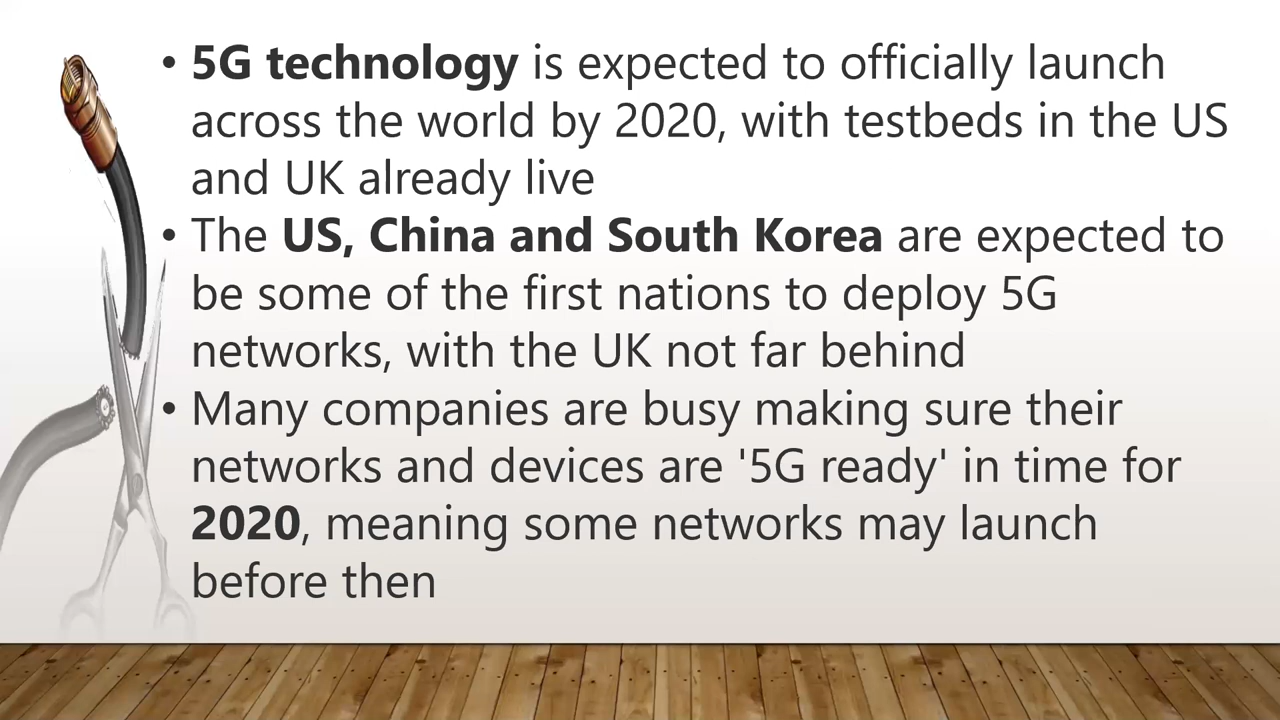 • 5G technology is expected to officially launch
across the world by 2020, with testbeds in the US
and UK already live
• The US, China and South Korea are expected to
be some of the first nations to deploy 5G
networks, with the UK not far behind
• Many companies are busy making sure their
networks and devices are '5G ready' in time for
2020, meaning some networks may launch
before then